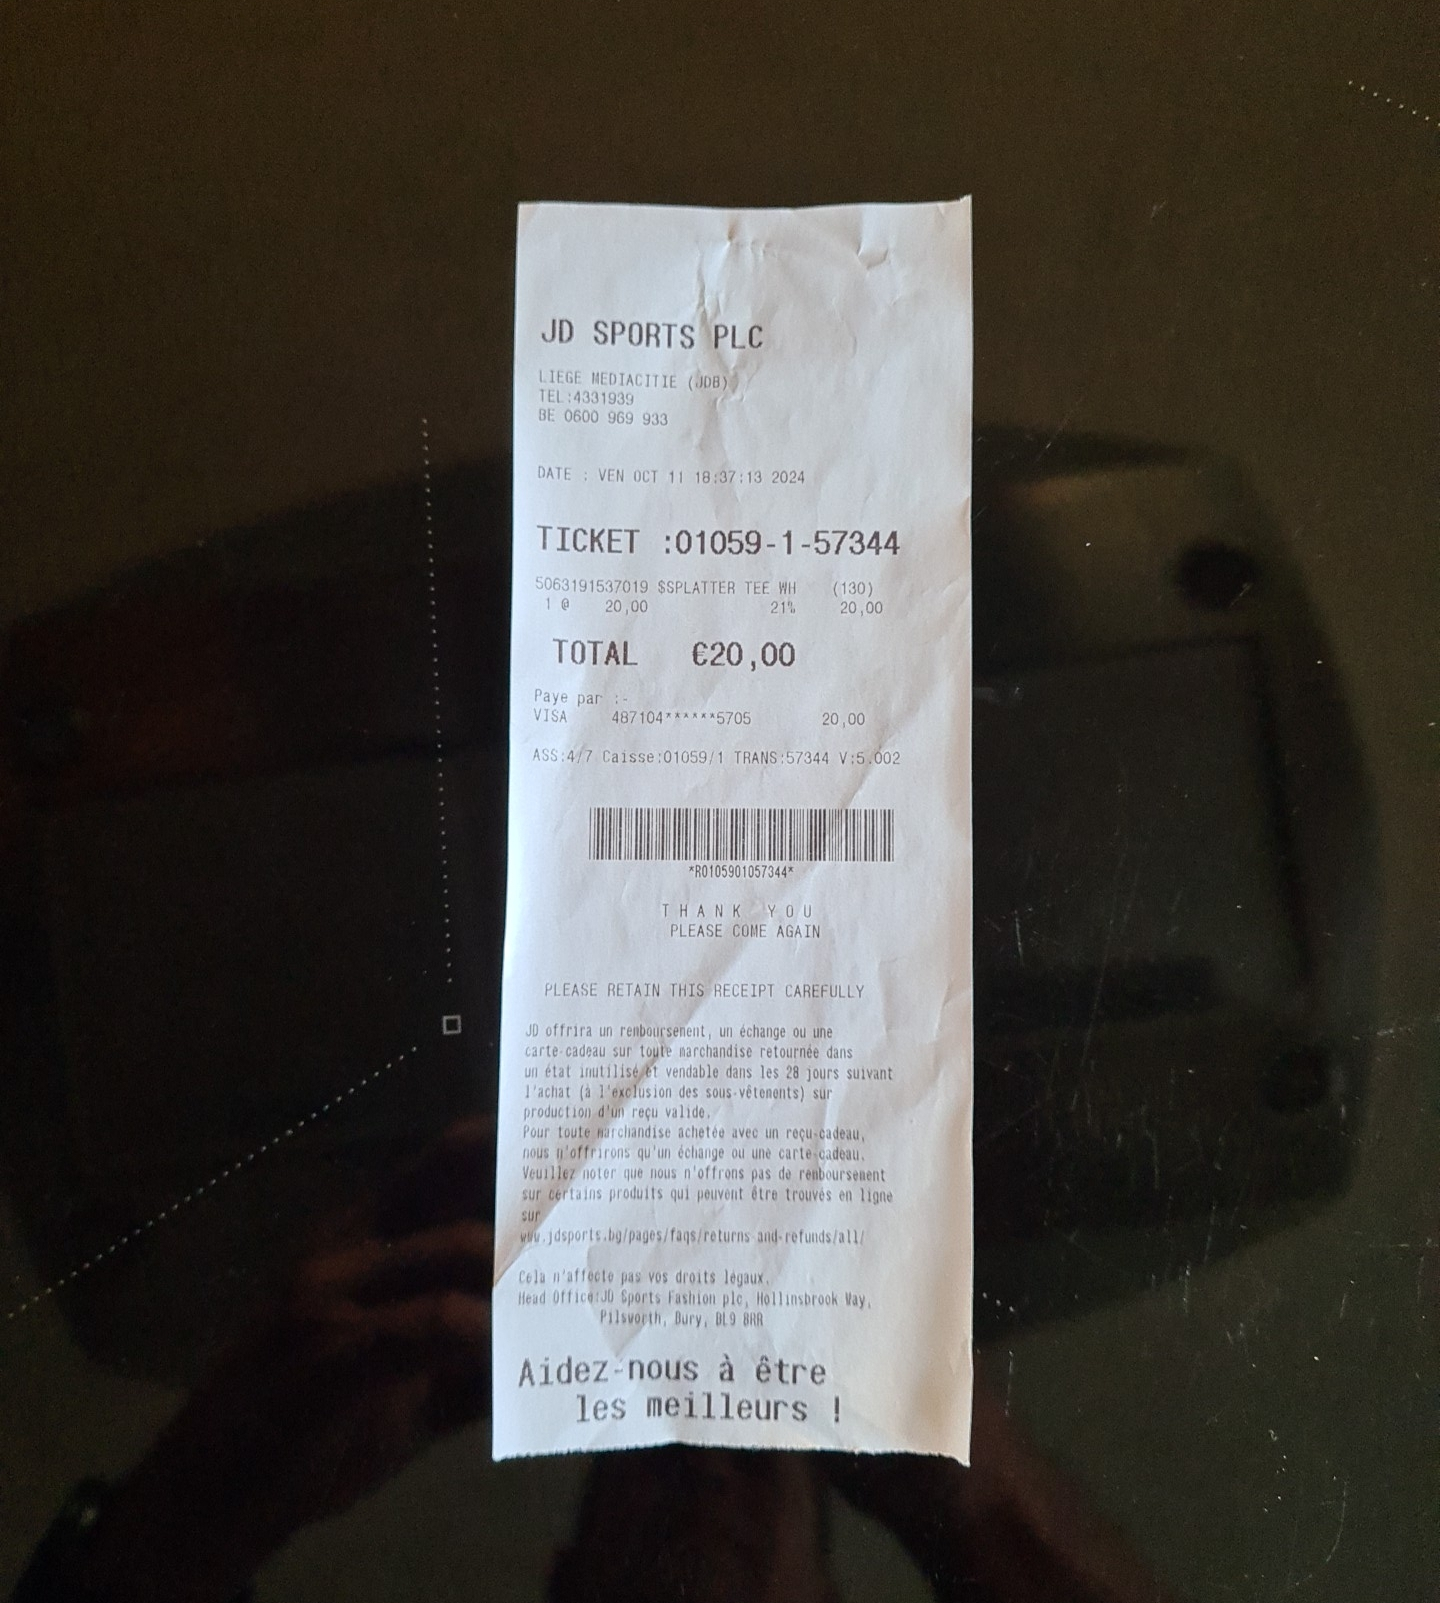 JD SPORTS PLC
LIEGE MEDIACITIE (JDB)
TEL:4331939
BE 0600 969 933
DATE : VEN OCT 11 18:37:13 2024
TICKET :01059-1-57344
5063191537019 $SPLATTER TEE WH (130)
1 @ 20,00 21% 20,00
TOTAL €20,00
Paye par :-
VISA 487104******5705 20,00
ASS:4/7 Caisse:01059/1 TRANS:57344 V:5.002
*R0105901057344*
THANK YOU
PLEASE COME AGAIN
PLEASE RETAIN THIS RECEIPT CAREFULLY
JD offrira un renboursement, un échange ou une
carte-cadeau sur toute marchandise retournée dans
un état inutilisé et vendable dans les 28 jours suivant
l'achat (à l'exclusion des sous-vêtements) sur
production d'un reçu valide.
Pour toute marchandise achetée avec un reçu-cadeau,
nous n'offrirons qu'un échange ou une carte-cadeau.
Veuillez noter que nous n'offrons pas de remboursement
sur certains produits qui peuvent être trouvés en ligne
sur
www.jdsports.bg/pages/faqs/returns-and-refunds/all/
Cela n'affecte pas vos droits légaux.
Head Office:JD Sports Fashion plc, Hollinsbrook Way,
Pilsworth, Bury, BL9 8RR
Aidez-nous à être
les meilleurs !